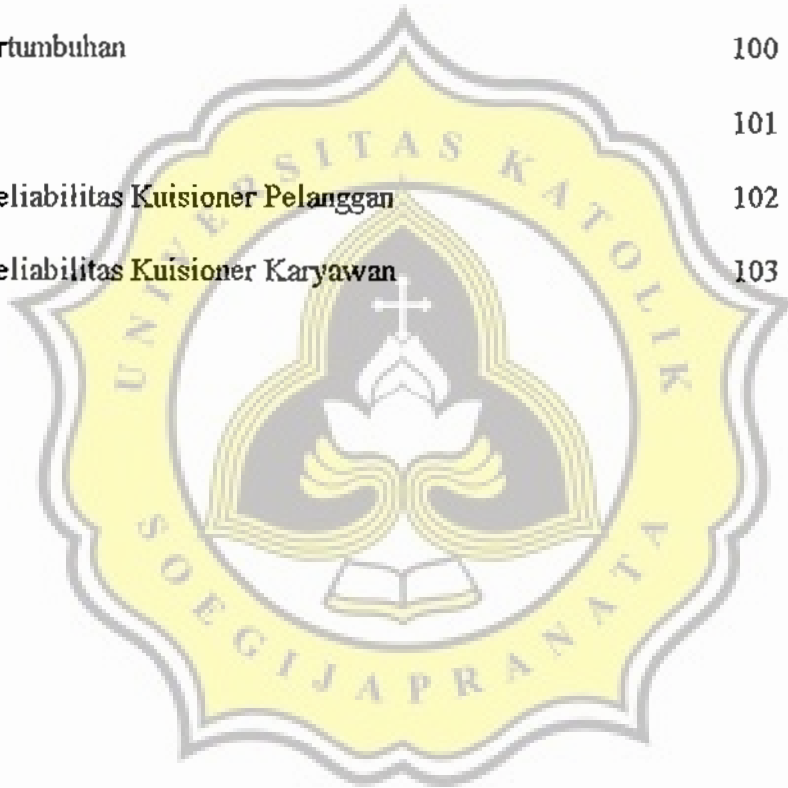 rtumbuhan 100
101
eliabilitas Kuisioner Pelanggan 102
eliabilitas Kuisioner Karyawan 103
UNIVERSITAS KATOLIK
SOEGIJAPRANATA